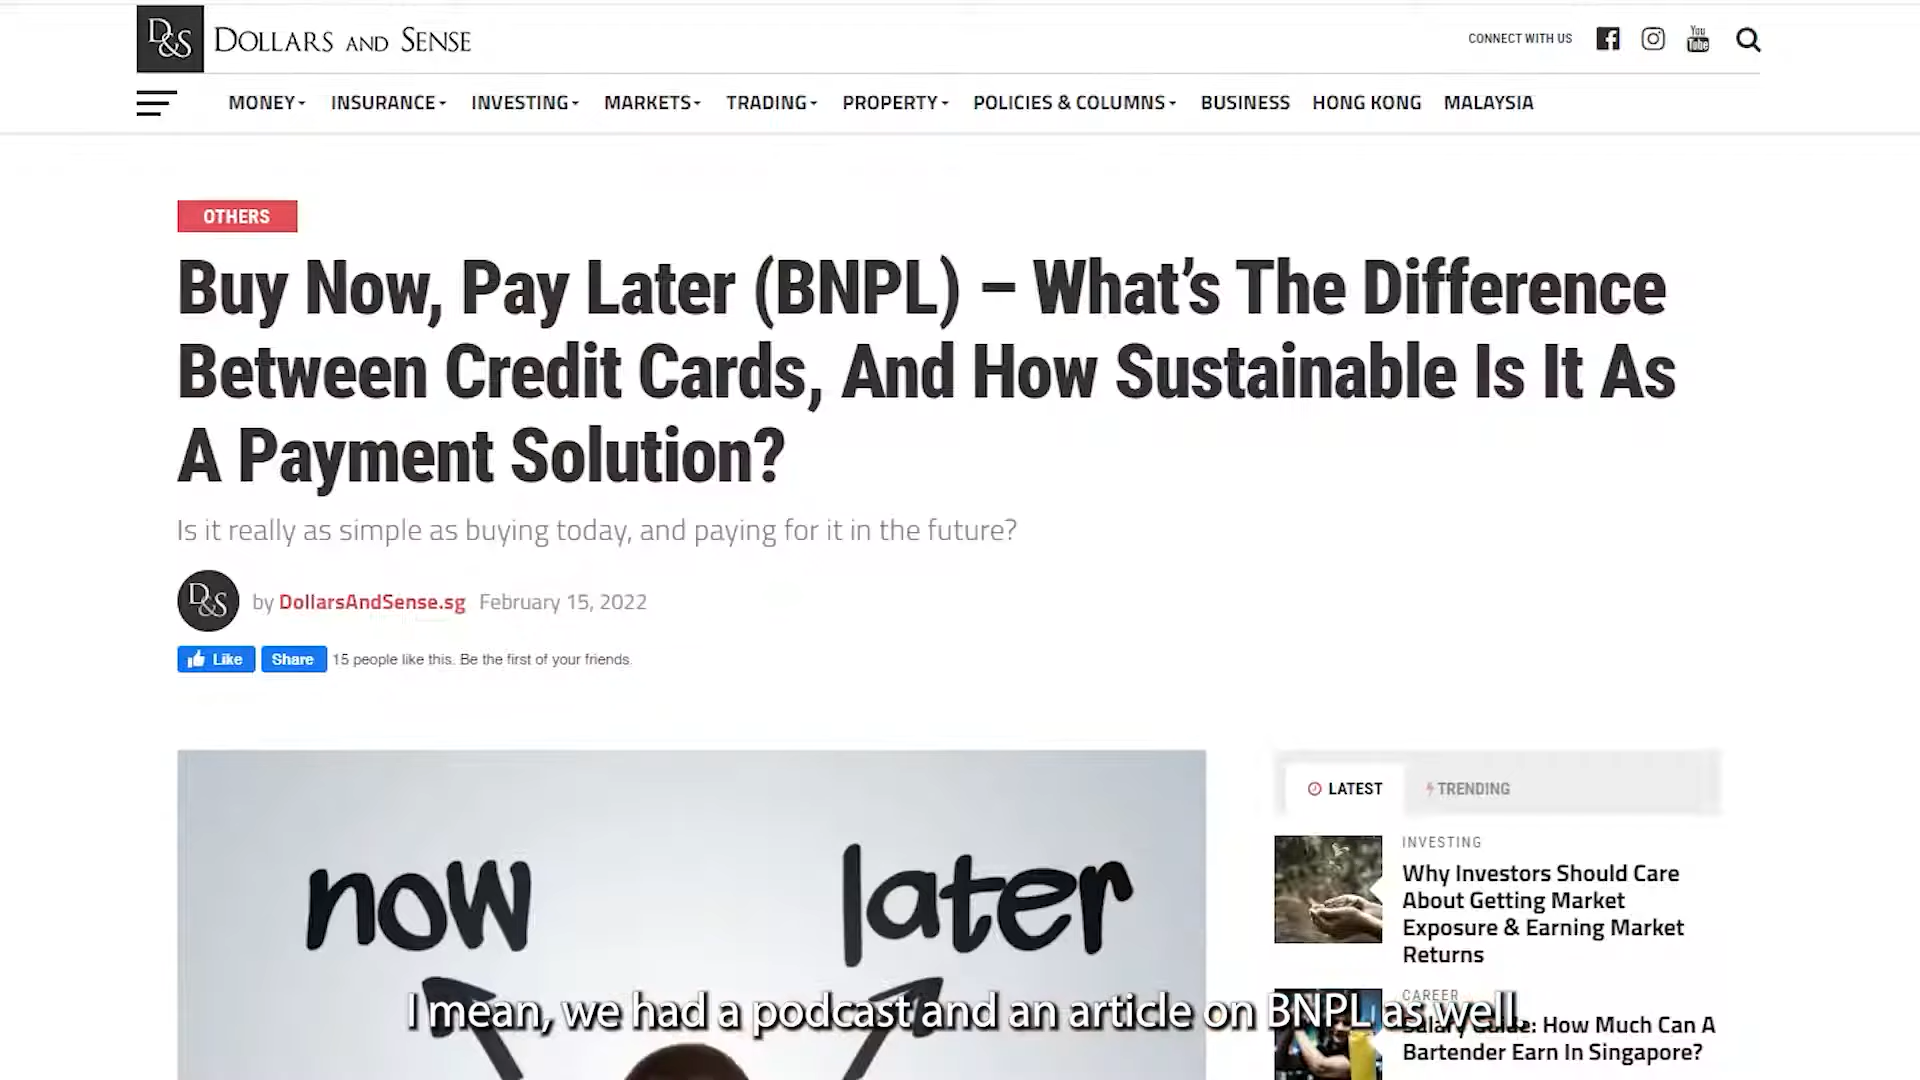 D&S DOLLARS AND SENSE
CONNECT WITH US You Tube
MONEY INSURANCE INVESTING MARKETS TRADING PROPERTY POLICIES & COLUMNS BUSINESS HONG KONG MALAYSIA
OTHERS
Buy Now, Pay Later (BNPL) – What's The Difference
Between Credit Cards, And How Sustainable Is It As
A Payment Solution?
Is it really as simple as buying today, and paying for it in the future?
D&S by DollarsAndSense.sg February 15, 2022
Like Share 15 people like this. Be the first of your friends.
LATEST TRENDING
now later
INVESTING
Why Investors Should Care
About Getting Market
Exposure & Earning Market
Returns
CAREER
Salary Guide: How Much Can A
Bartender Earn In Singapore?
I mean, we had a podcast and an article on BNPL as well.